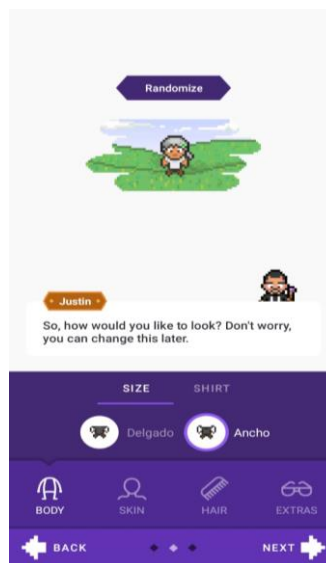 Randomize
Justin
So, how would you like to look? Don't worry,
you can change this later.
SIZE SHIRT
Delgado Ancho
BODY SKIN HAIR EXTRAS
BACK NEXT